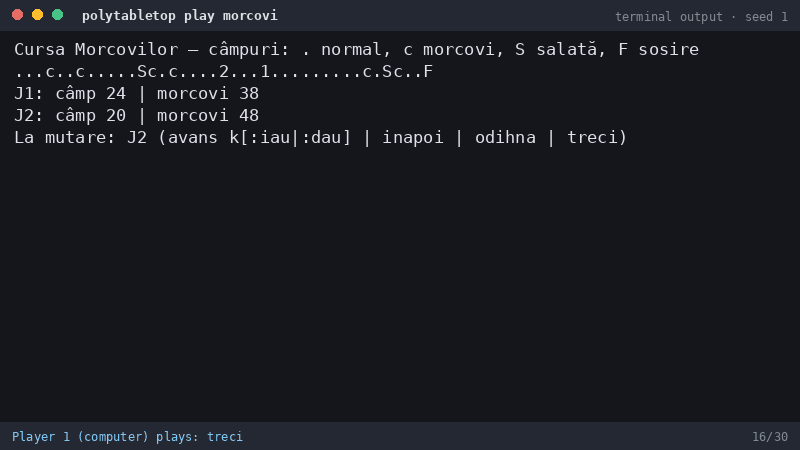 polytabletop play morcovi
terminal output · seed 1
Cursa Morcovilor — câmpuri: . normal, c morcovi, S salată, F sosire
...c..c.....Sc.c....2...1.........c.Sc..F
J1: câmp 24 | morcovi 38
J2: câmp 20 | morcovi 48
La mutare: J2 (avans k[:iau|:dau] | inapoi | odihna | treci)
Player 1 (computer) plays: treci
16/30